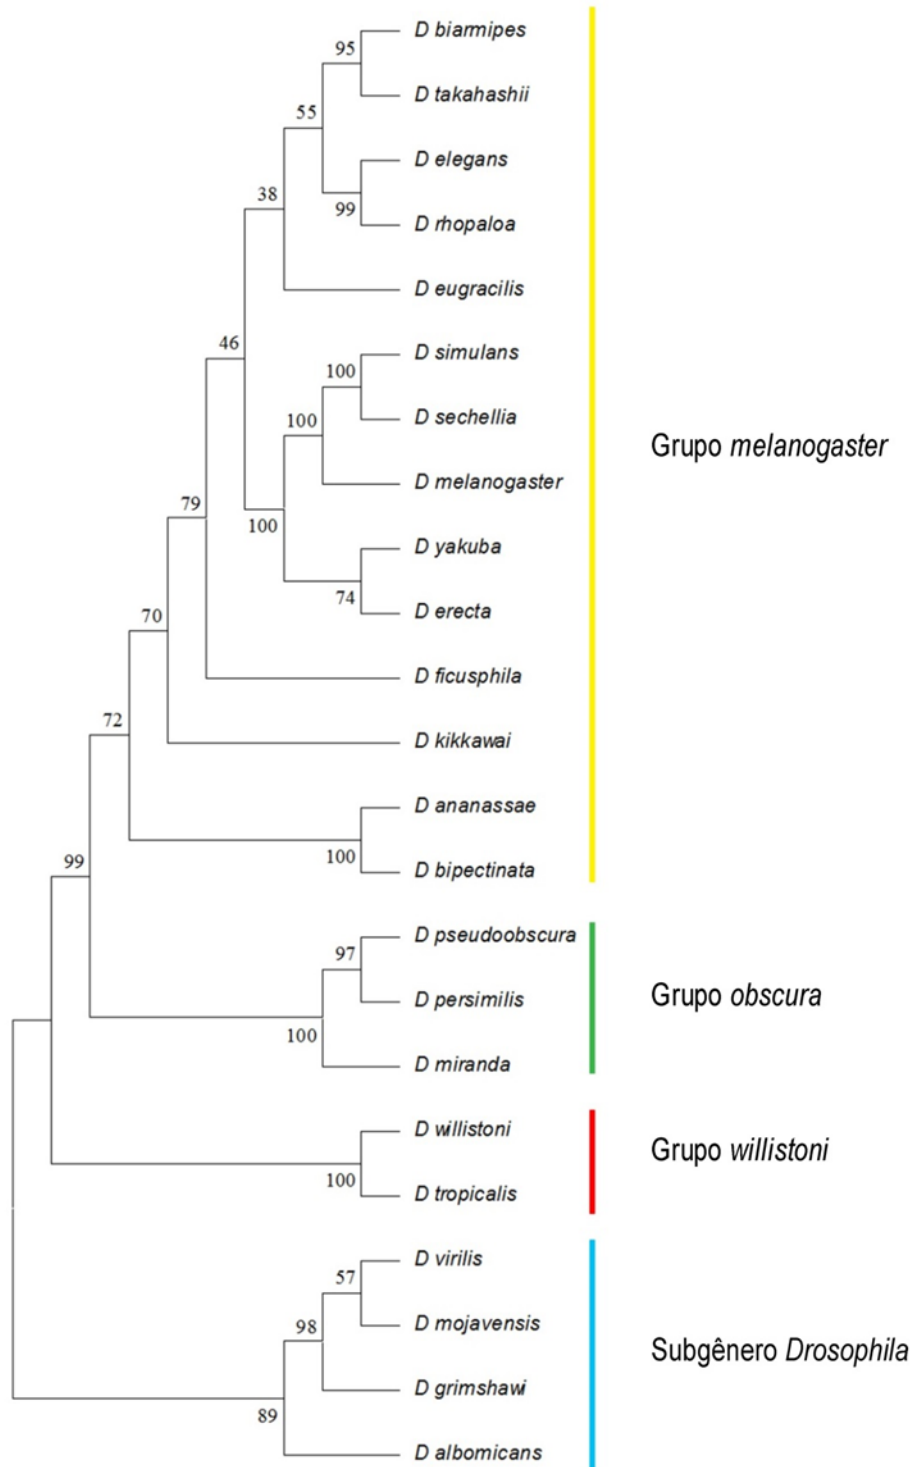 D biarmipes
95
D takahashii
55
D elegans
99
D rhopaloa
38
D eugracilis
46
D simulans
100
D sechellia
100
D melanogaster
Grupo melanogaster
79
100
D yakuba
74
D erecta
70
D ficusphila
72
D kikkawai
D ananassae
100
D bipectinata
99
D pseudoobscura
97
D persimilis
Grupo obscura
100
D miranda
D willistoni
Grupo willistoni
100
D tropicalis
D virilis
57
D mojavensis
98
Subgênero Drosophila
D grimshawi
89
D albomicans